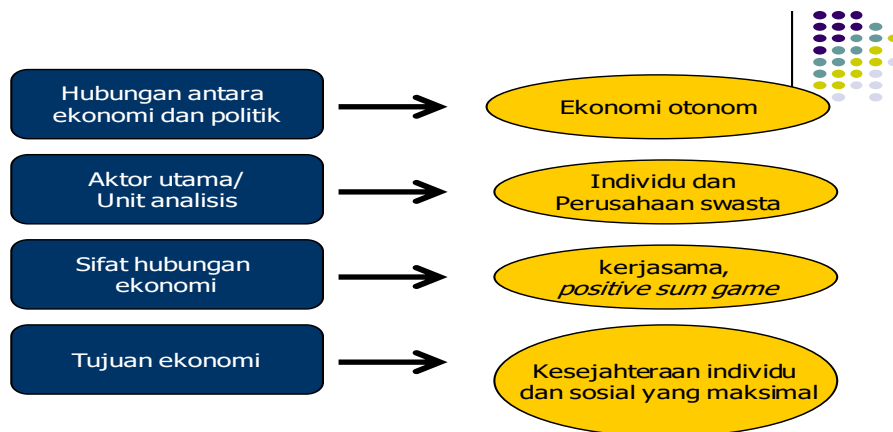 Hubungan antara
ekonomi dan politik
Ekonomi otonom
Aktor utama/
Unit analisis
Individu dan
Perusahaan swasta
Sifat hubungan
ekonomi
kerjasama,
positive sum game
Tujuan ekonomi
Kesejahteraan individu
dan sosial yang maksimal